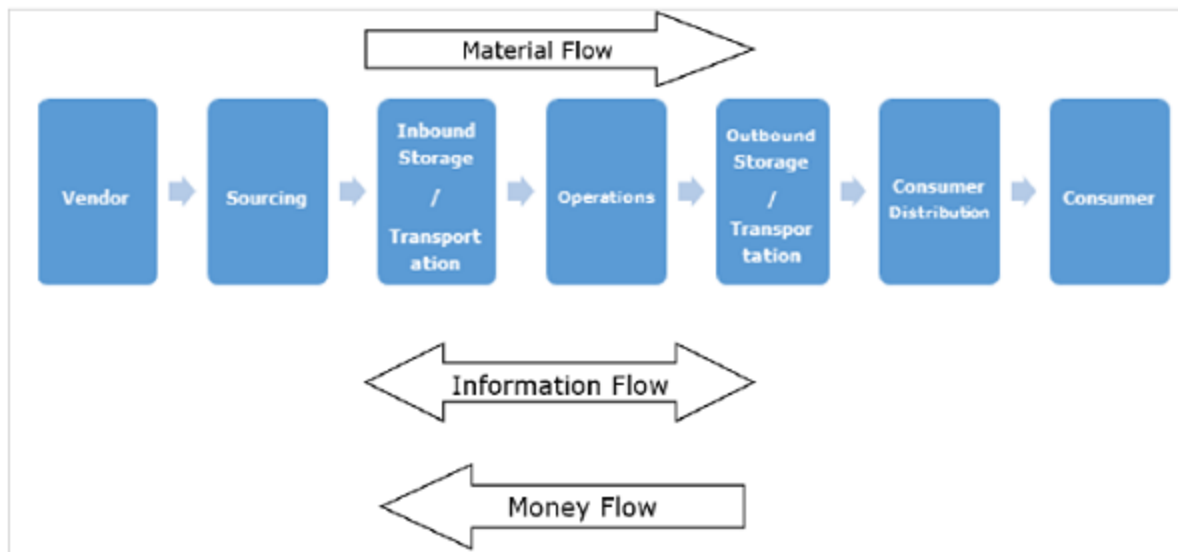 Material Flow
Vendor
Sourcing
Inbound
Storage
/
Transport
ation
Operations
Outbound
Storage
/
Transpor
tation
Consumer
Distribution
Consumer
Information Flow
Money Flow